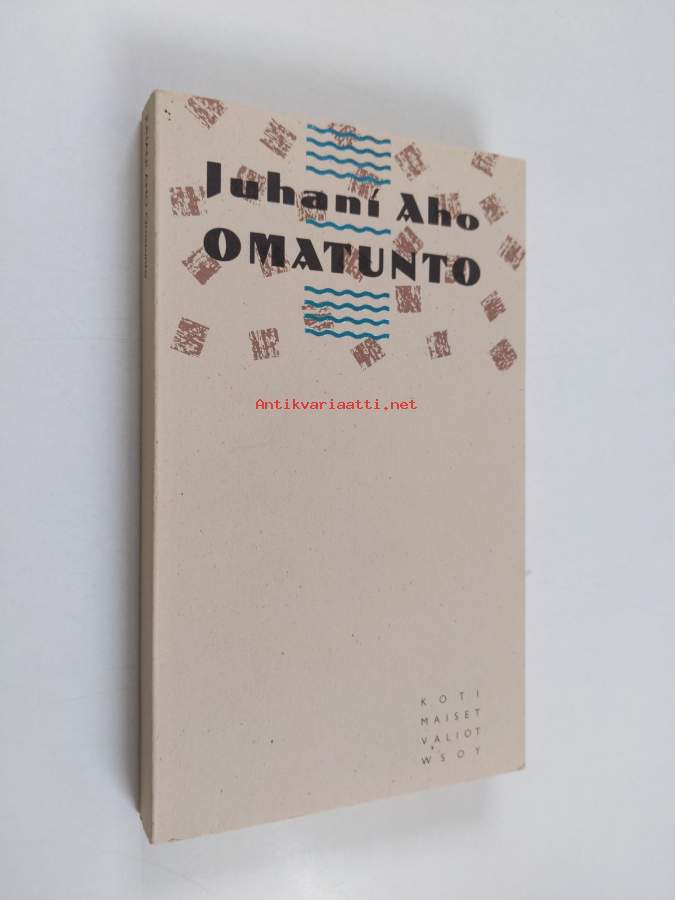 Juhani Aho
OMATUNTO
Antikvariaatti.net
KOTI
MAISET
VALIOT
WSOY